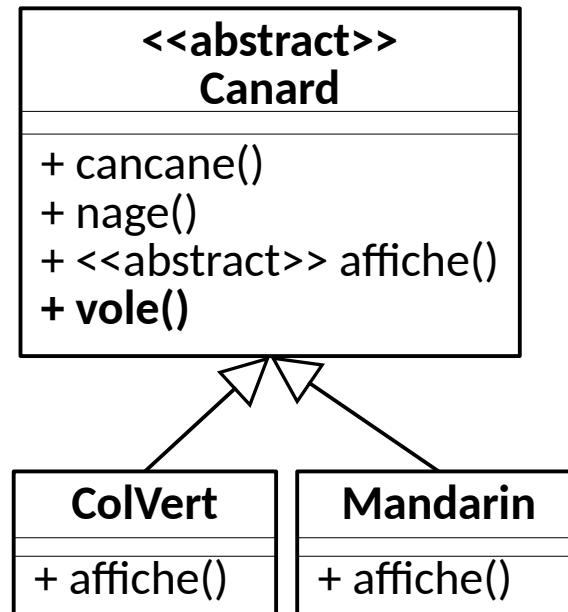 <<abstract>>
Canard
+ cancane()
+ nage()
+ <<abstract>> affiche()
+ vole()
ColVert
+ affiche()
Mandarin
+ affiche()